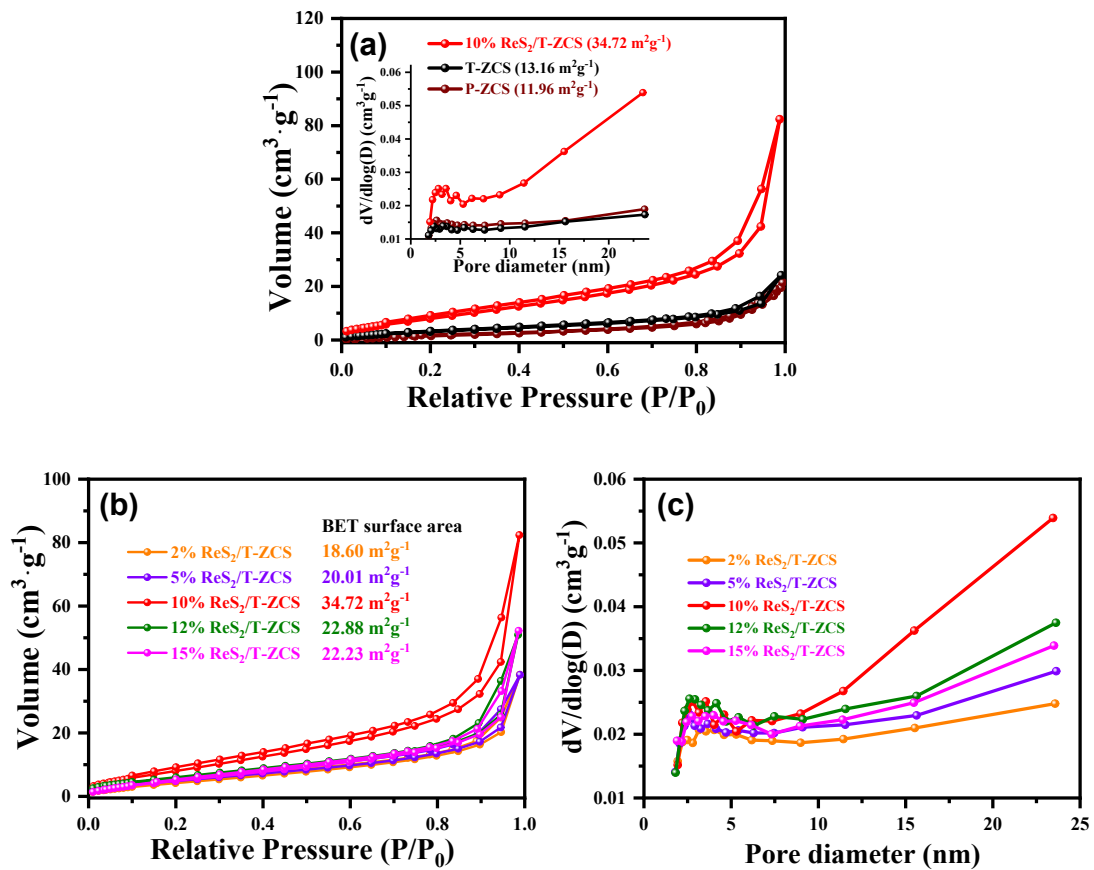 (a)
10% ReS₂/T-ZCS (34.72 m²g⁻¹)
T-ZCS (13.16 m²g⁻¹)
P-ZCS (11.96 m²g⁻¹)
120
100
80
60
40
20
0
Volume (cm³·g⁻¹)
0.0 0.2 0.4 0.6 0.8 1.0
Relative Pressure (P/P₀)
0.06
0.05
0.04
0.03
0.02
0.01
dV/dlog(D) (cm³g⁻¹)
0 5 10 15 20
Pore diameter (nm)
(b)
BET surface area
2% ReS₂/T-ZCS 18.60 m²g⁻¹
5% ReS₂/T-ZCS 20.01 m²g⁻¹
10% ReS₂/T-ZCS 34.72 m²g⁻¹
12% ReS₂/T-ZCS 22.88 m²g⁻¹
15% ReS₂/T-ZCS 22.23 m²g⁻¹
100
80
60
40
20
0
Volume (cm³·g⁻¹)
0.0 0.2 0.4 0.6 0.8 1.0
Relative Pressure (P/P₀)
(c)
2% ReS₂/T-ZCS
5% ReS₂/T-ZCS
10% ReS₂/T-ZCS
12% ReS₂/T-ZCS
15% ReS₂/T-ZCS
0.06
0.05
0.04
0.03
0.02
0.01
dV/dlog(D) (cm³g⁻¹)
0 5 10 15 20 25
Pore diameter (nm)